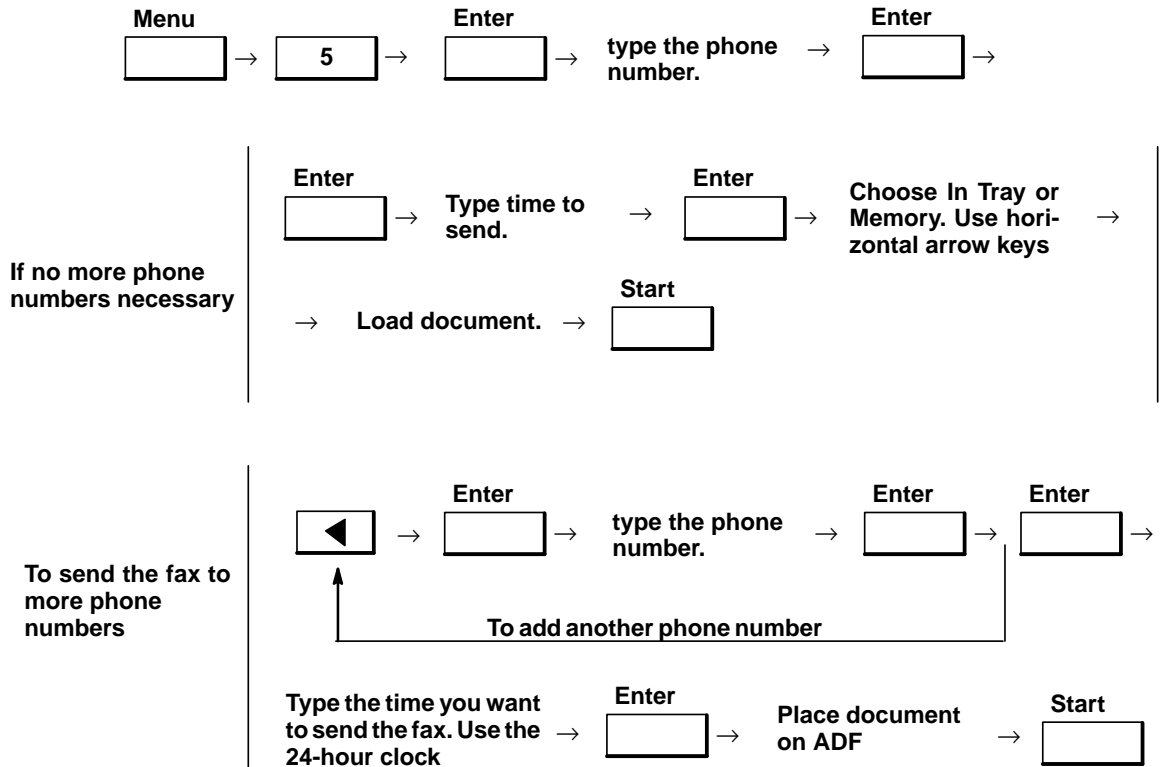 Menu
Enter
Enter
5
type the phone
number.
If no more phone
numbers necessary
Enter
Type time to
send.
Enter
Choose In Tray or
Memory. Use hori-
zontal arrow keys
Load document.
Start
To send the fax to
more phone
numbers
Enter
type the phone
number.
Enter
Enter
To add another phone number
Type the time you want
to send the fax. Use the
24-hour clock
Enter
Place document
on ADF
Start